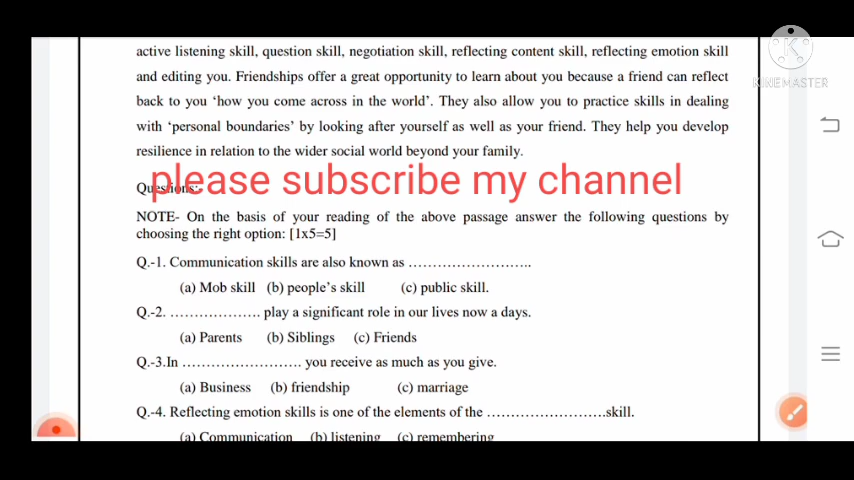 active listening skill, question skill, negotiation skill, reflecting content skill, reflecting emotion skill
and editing you. Friendships offer a great opportunity to learn about you because a friend can reflect
back to you ‘how you come across in the world’. They also allow you to practice skills in dealing
with ‘personal boundaries’ by looking after yourself as well as your friend. They help you develop
resilience in relation to the wider social world beyond your family.
Questions:-
please subscribe my channel
NOTE- On the basis of your reading of the above passage answer the following questions by
choosing the right option: [1x5=5]
Q.-1. Communication skills are also known as ……………………..
(a) Mob skill (b) people’s skill (c) public skill.
Q.-2. ………………. play a significant role in our lives now a days.
(a) Parents (b) Siblings (c) Friends
Q.-3.In ……………………. you receive as much as you give.
(a) Business (b) friendship (c) marriage
Q.-4. Reflecting emotion skills is one of the elements of the …………………….skill.
(a) Communication (b) listening (c) remembering
K
KINEMASTER